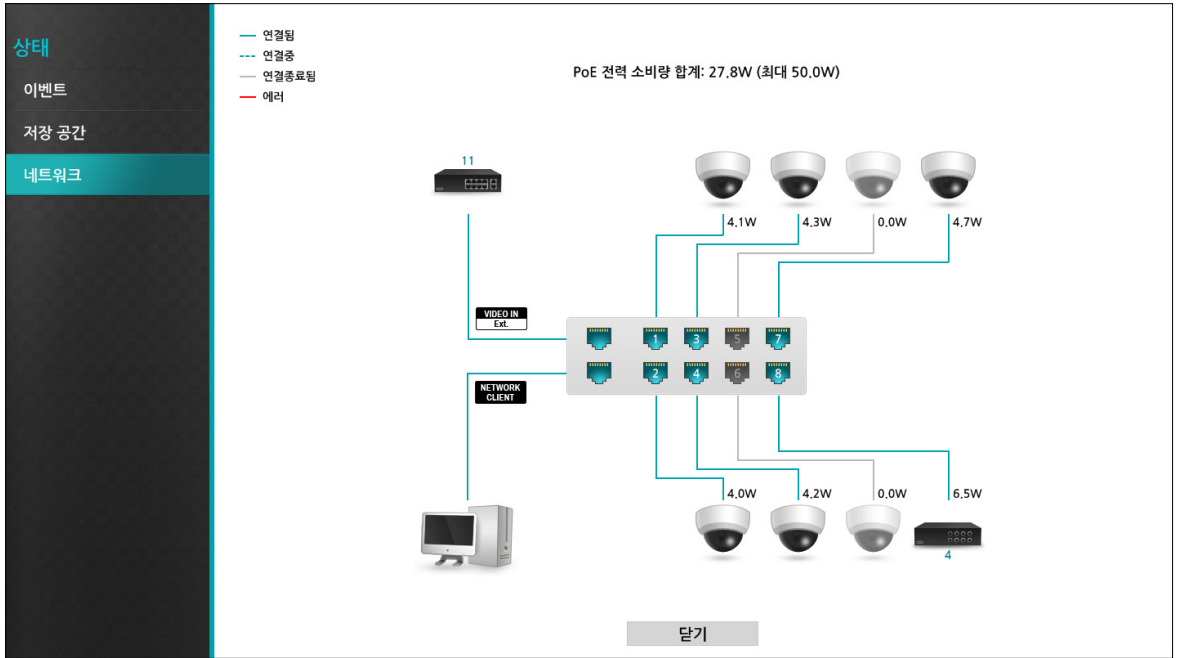 상태
이벤트
저장 공간
네트워크
연결됨
연결중
연결종료됨
에러
PoE 전력 소비량 합계: 27.8W (최대 50.0W)
11
4.1W
4.3W
0.0W
4.7W
VIDEO IN
Ext.
1
3
5
7
2
4
6
8
NETWORK
CLIENT
4.0W
4.2W
0.0W
6.5W
4
닫기